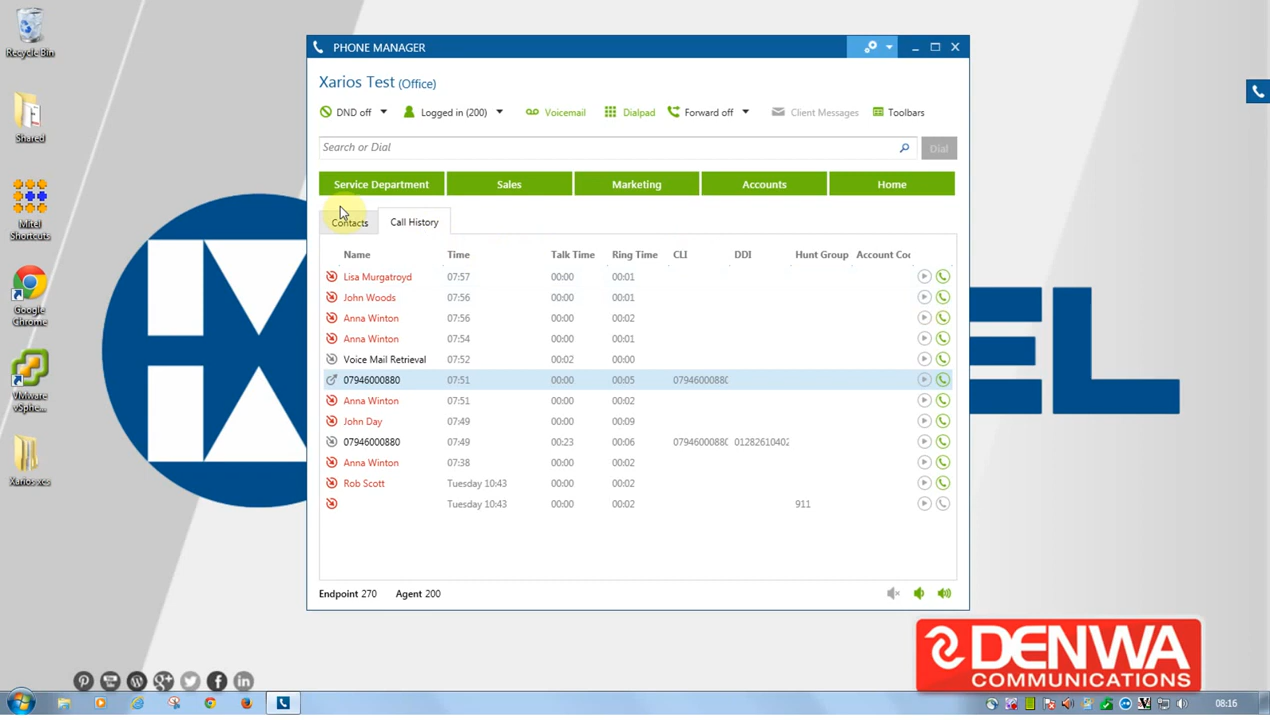 Recycle Bin
Shared
Mitel
Shortcuts
Google
Chrome
VMware
vSphe...
Xarios xcs
PHONE MANAGER
Xarios Test (Office)
DND off
Logged in (200)
Voicemail
Dialpad
Forward off
Client Messages
Toolbars
Search or Dial
Dial
Service Department Sales Marketing Accounts Home
Contacts Call History
Name Time Talk Time Ring Time CLI DDI Hunt Group Account Coc
Lisa Murgatroyd 07:57 00:00 00:01
John Woods 07:56 00:00 00:01
Anna Winton 07:56 00:00 00:02
Anna Winton 07:54 00:00 00:01
Voice Mail Retrieval 07:52 00:02 00:00
07946000880 07:51 00:00 00:05 07946000880
Anna Winton 07:51 00:00 00:02
John Day 07:49 00:00 00:09
07946000880 07:49 00:23 00:06 07946000880 01282610402
Anna Winton 07:38 00:00 00:02
Rob Scott Tuesday 10:43 00:00 00:02
Tuesday 10:43 00:00 00:02 911
Endpoint 270 Agent 200
EL
DENWA
COMMUNICATIONS
08:16